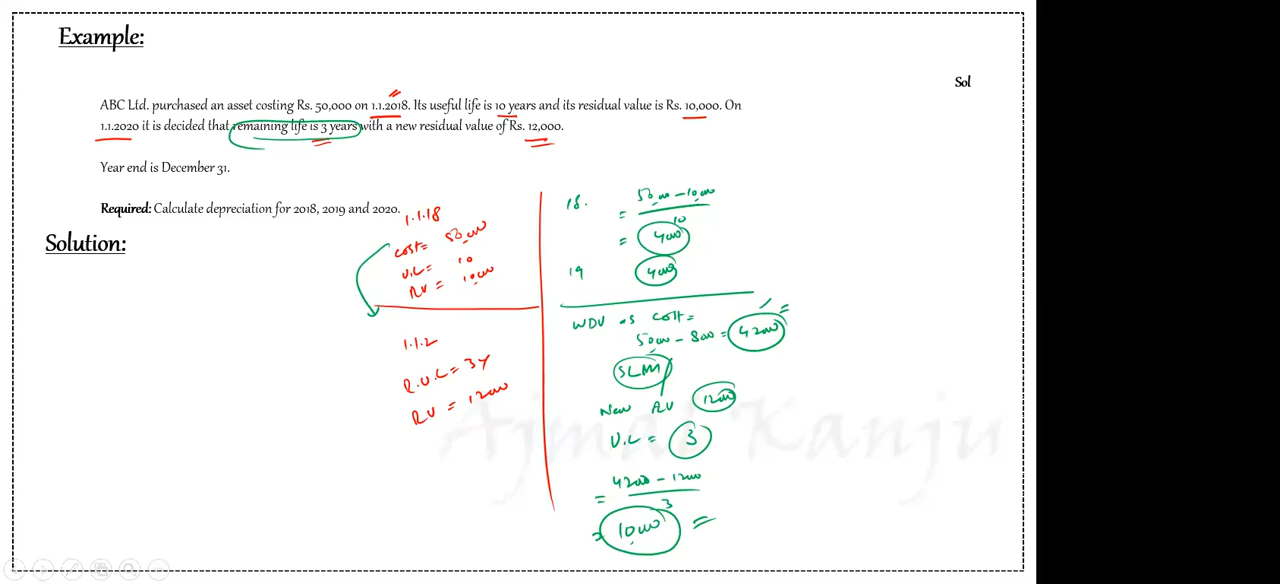 Example:
Sol
ABC Ltd. purchased an asset costing Rs. 50,000 on 1.1.2018. Its useful life is 10 years and its residual value is Rs. 10,000. On
1.1.2020 it is decided that remaining life is 3 years with a new residual value of Rs. 12,000.
Year end is December 31.
Required: Calculate depreciation for 2018, 2019 and 2020.
Solution:
1.1.18
Cost = 50000
U.L = 10
RV = 10000
1.1.2
R.U.L = 3y
RV = 12000
18.
= 50000 - 10000
10
= 4000
19 4000
WDV as Cost =
50000 - 8000 = 42000
SLM
New RV 12000
U.L = 3
= 42000 - 12000
3
= 10000 =
Ajmal Kanju